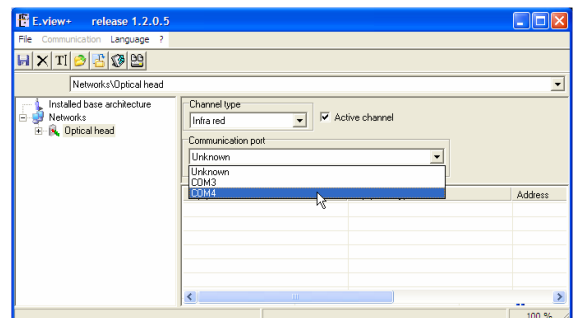 E.view+ release 1.2.0.5
File Communication Language ?
TI
Networks\Optical head
Installed base architecture
Networks
Optical head
Channel type
Infra red
Active channel
Communication port
Unknown
Unknown
COM3
COM4
Address
100 %